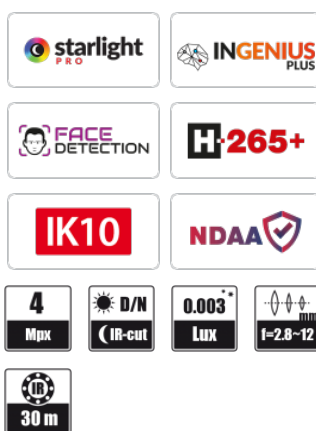 starlight
PRO
INGENIUS
PLUS
FACE
DETECTION
H.265+
IK10
NDAA
4
Mpx
D/N
IR-cut
0.003**
Lux
mm
f=2.8~12
IR
30 m